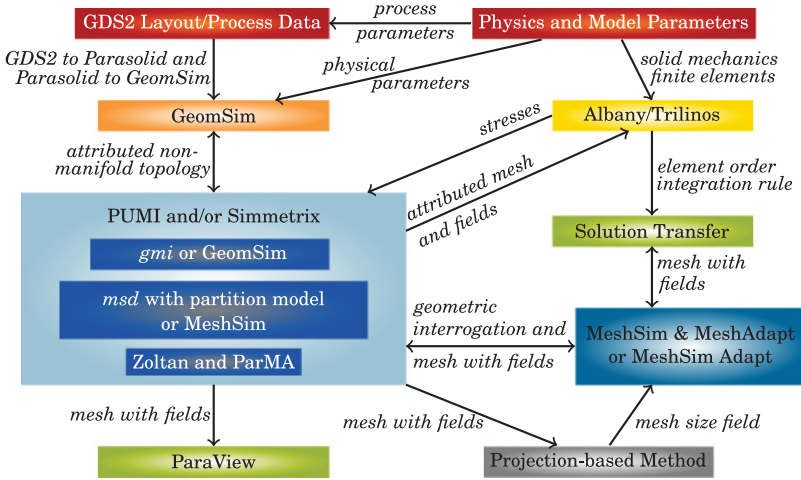 GDS2 Layout/Process Data
process
parameters
Physics and Model Parameters
GDS2 to Parasolid and
Parasolid to GeomSim
physical
parameters
solid mechanics
finite elements
GeomSim
Albany/Trilinos
stresses
attributed non-
manifold topology
attributed mesh
and fields
element order
integration rule
PUMI and/or Simmetrix
gmi or GeomSim
msd with partition model
or MeshSim
Zoltan and ParMA
Solution Transfer
mesh with
fields
geometric
interrogation and
mesh with fields
MeshSim & MeshAdapt
or MeshSim Adapt
mesh with fields
mesh with fields
mesh size field
ParaView
Projection-based Method